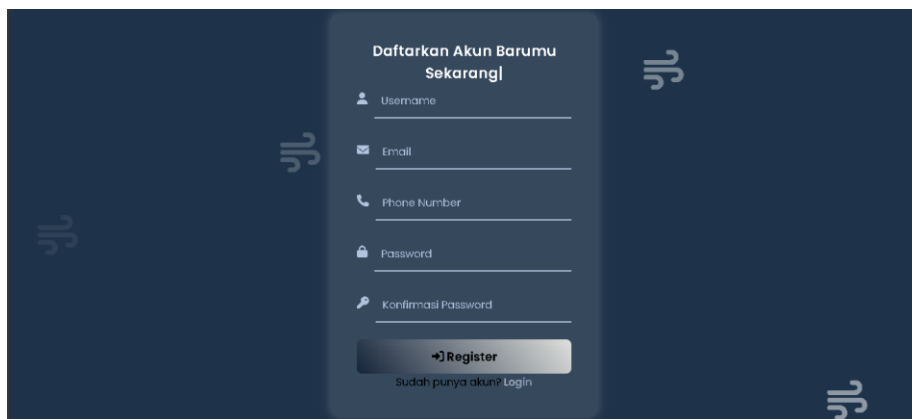 Daftarkan Akun Barumu
Sekarang|
Username
Email
Phone Number
Password
Konfirmasi Password
Register
Sudah punya akun? Login